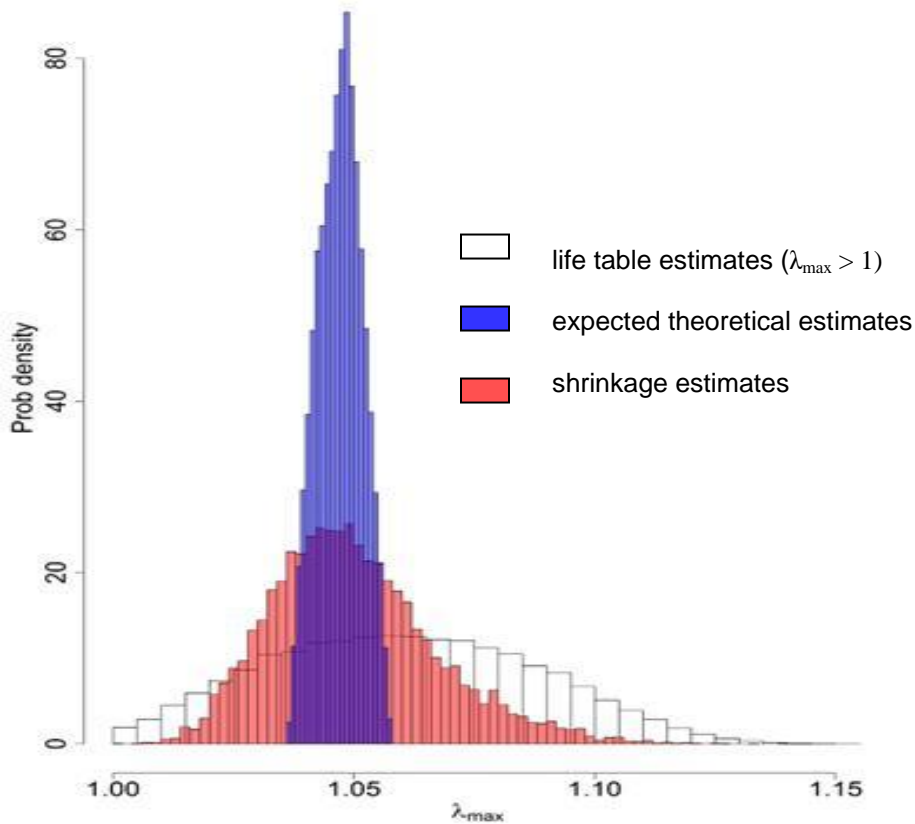 80
60
40
20
0
Prob density
life table estimates (λmax > 1)
expected theoretical estimates
shrinkage estimates
1.00 1.05 1.10 1.15
λmax